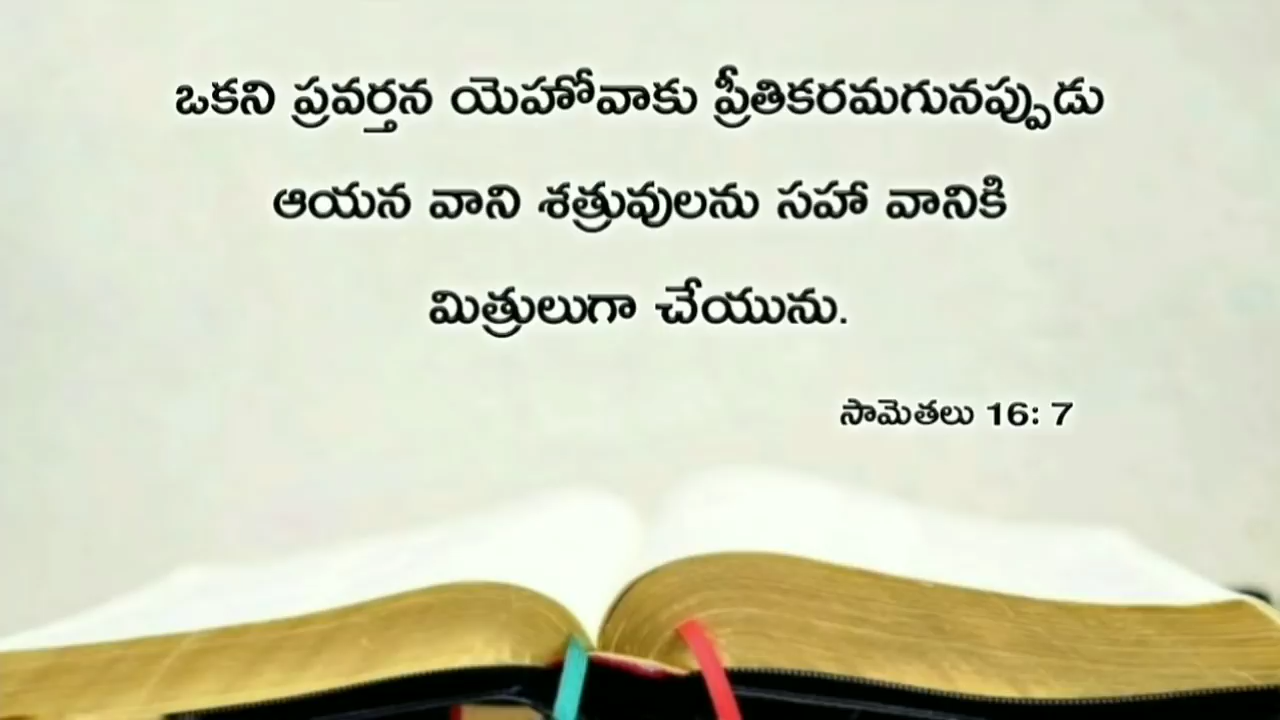 ఒకని ప్రవర్తన యెహోవాకు ప్రీతికరమగునప్పుడు
ఆయన వాని శత్రువులను సహా వానికి
మిత్రులుగా చేయును.
సామెతలు 16: 7